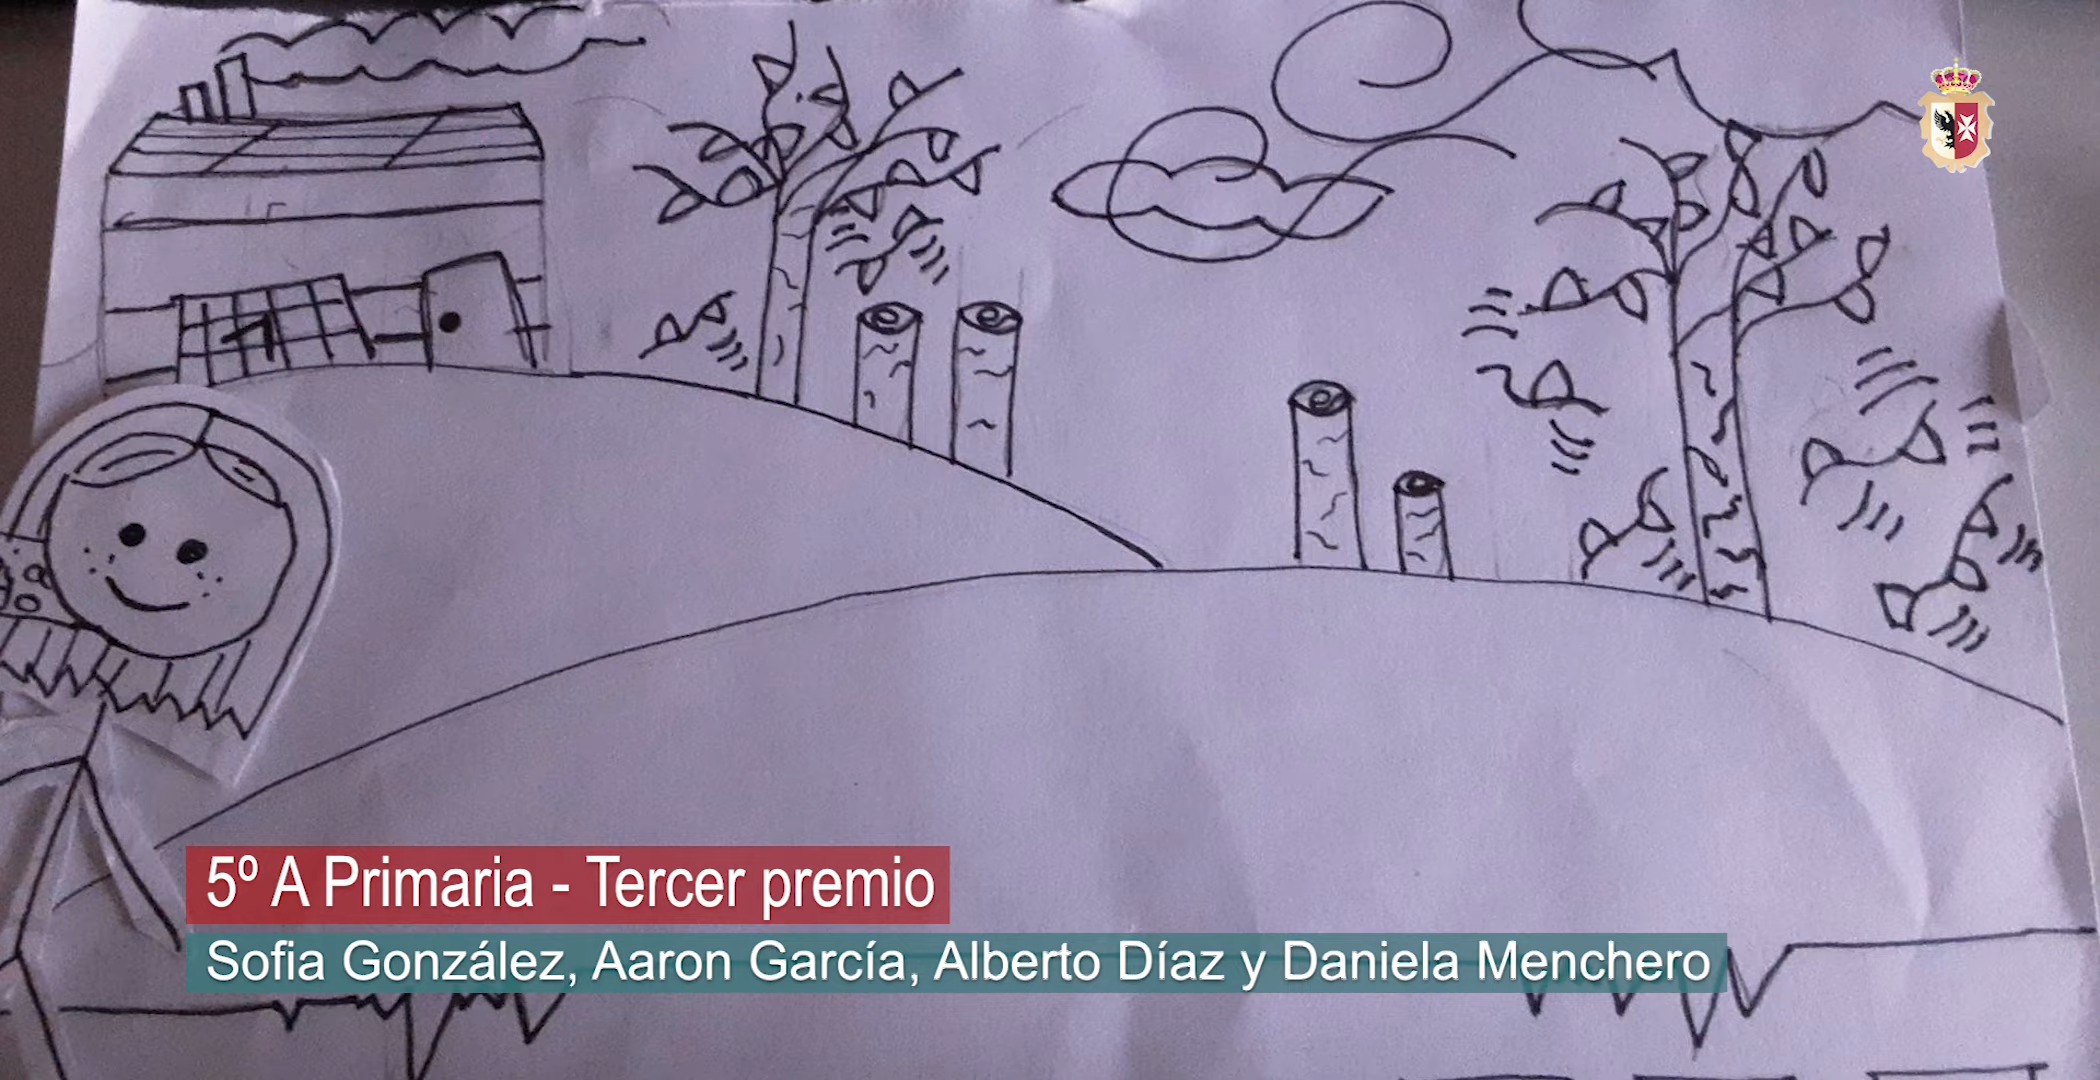 5º A Primaria - Tercer premio
Sofia González, Aaron García, Alberto Díaz y Daniela Menchero